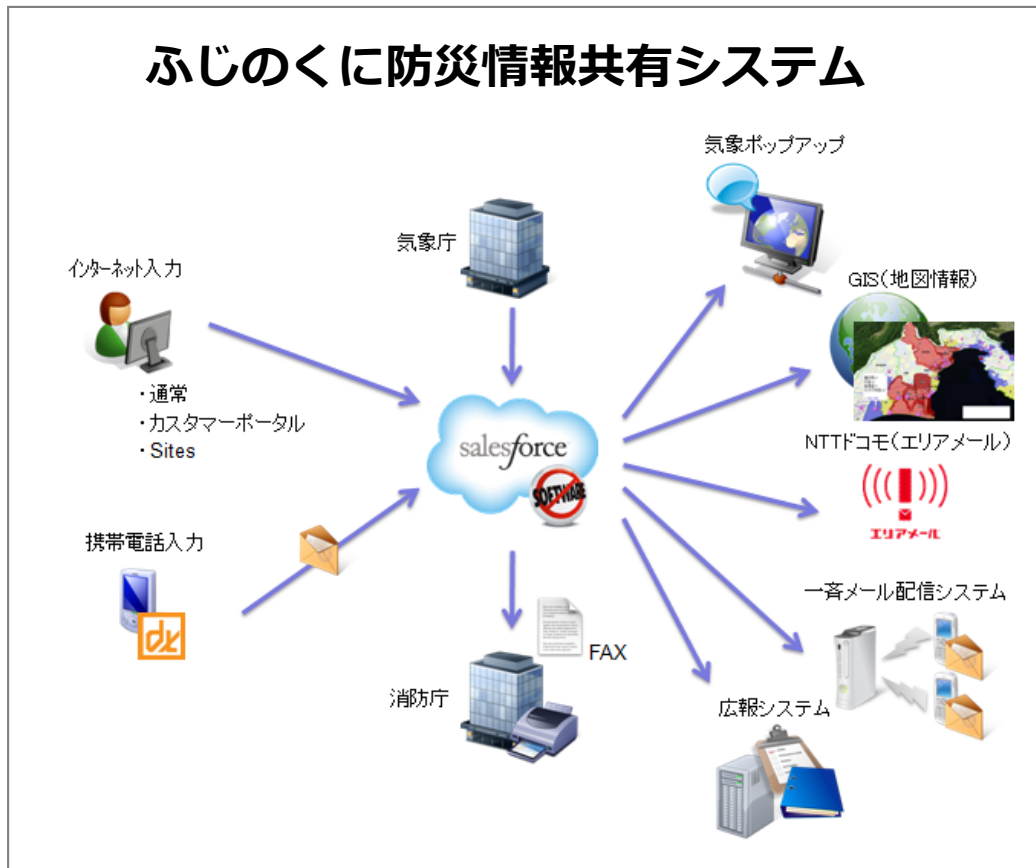 ふじのくに防災情報共有システム
気象ポップアップ
気象庁
インターネット入力
GIS(地図情報)
・通常
・カスタマーポータル
・Sites
salesforce
SOFTWARE
NTTドコモ(エリアメール)
エリアメール
携帯電話入力
一斉メール配信システム
FAX
消防庁
広報システム